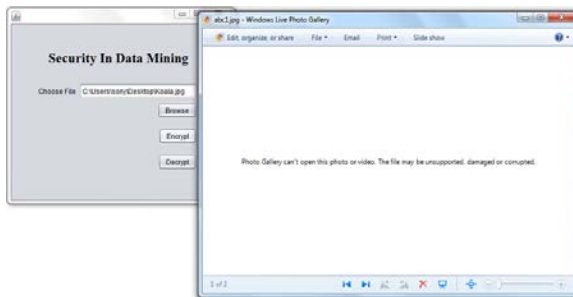 Security In Data Mining
Choose File C:\Users\sony\Desktop\Koala.jpg
Browse
Encrypt
Decrypt
abc1.jpg - Windows Live Photo Gallery
Edit, organize, or share File Email Print Slide show
Photo Gallery can't open this photo or video. The file may be unsupported, damaged or corrupted.
1 of 2